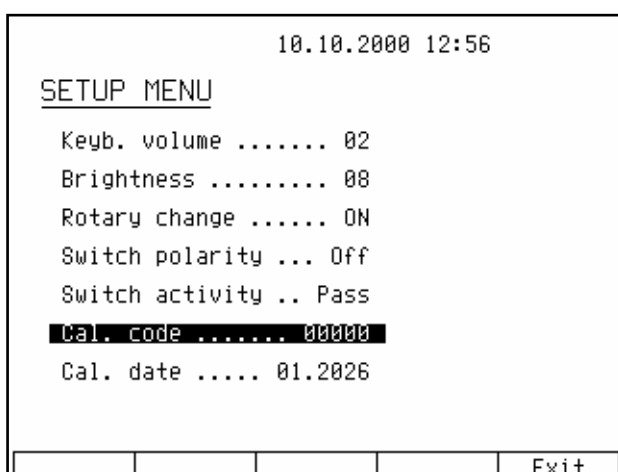 10.10.2000 12:56
SETUP MENU
Keyb. volume ....... 02
Brightness ......... 08
Rotary change ...... ON
Switch polarity ... Off
Switch activity .. Pass
Cal. code ....... 00000
Cal. date ..... 01.2026
Exit